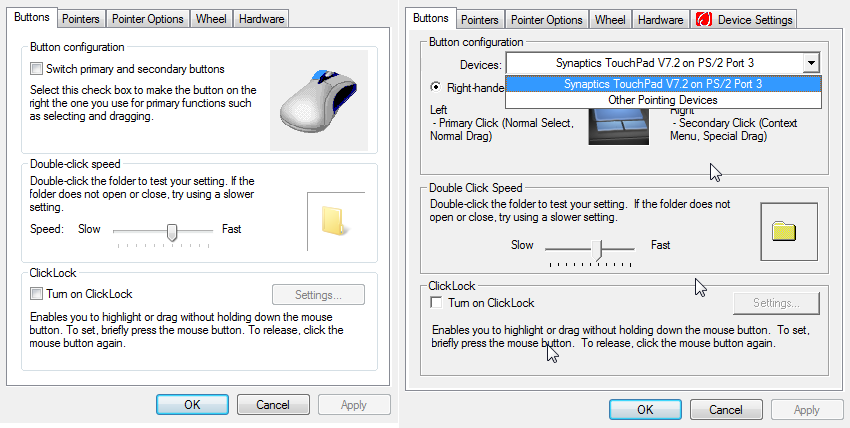 Buttons
Pointers
Pointer Options
Wheel
Hardware
Button configuration
Switch primary and secondary buttons
Select this check box to make the button on the
right the one you use for primary functions such
as selecting and dragging.
Double-click speed
Double-click the folder to test your setting. If the
folder does not open or close, try using a slower
setting.
Speed: Slow Fast
ClickLock
Turn on ClickLock
Settings...
Enables you to highlight or drag without holding down the mouse
button. To set, briefly press the mouse button. To release, click the
mouse button again.
OK
Cancel
Apply
Buttons
Pointers
Pointer Options
Wheel
Hardware
Device Settings
Button configuration
Devices:
Synaptics TouchPad V7.2 on PS/2 Port 3
Synaptics TouchPad V7.2 on PS/2 Port 3
Other Pointing Devices
Left
- Primary Click (Normal Select,
Normal Drag)
- Secondary Click (Context
Menu, Special Drag)
Double Click Speed
Double-click the folder to test your setting. If the folder does not
open or close, try using a slower setting.
Slow Fast
ClickLock
Turn on ClickLock
Settings...
Enables you to highlight or drag without holding down the mouse button. To set,
briefly press the mouse button. To release, click the mouse button again.
OK
Cancel
Apply